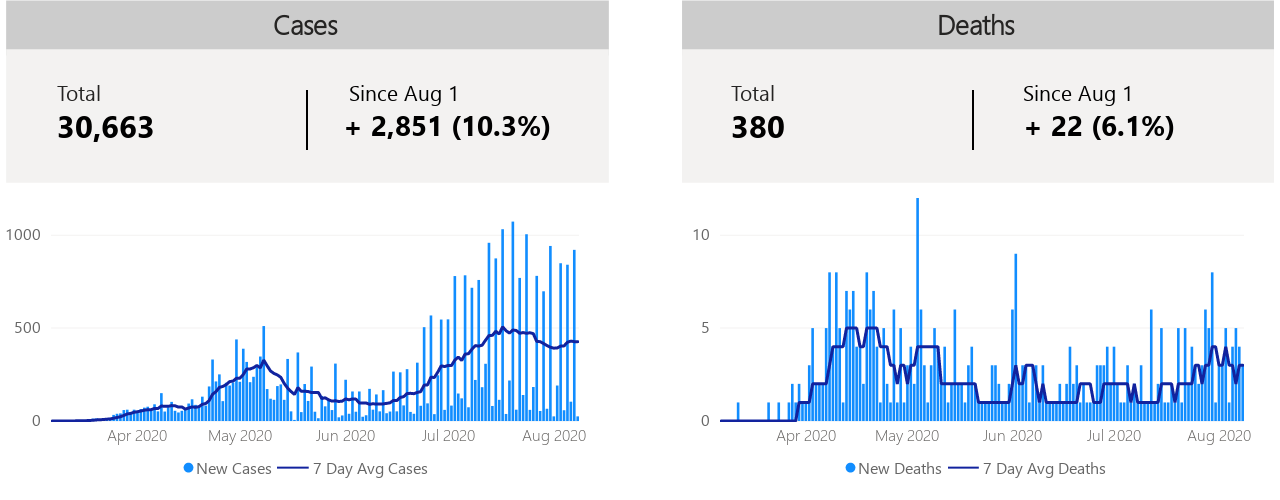 Cases
Total
30,663
Since Aug 1
+ 2,851 (10.3%)
1000
500
0
Apr 2020 May 2020 Jun 2020 Jul 2020 Aug 2020
New Cases 7 Day Avg Cases
Deaths
Total
380
Since Aug 1
+ 22 (6.1%)
10
5
0
Apr 2020 May 2020 Jun 2020 Jul 2020 Aug 2020
New Deaths 7 Day Avg Deaths